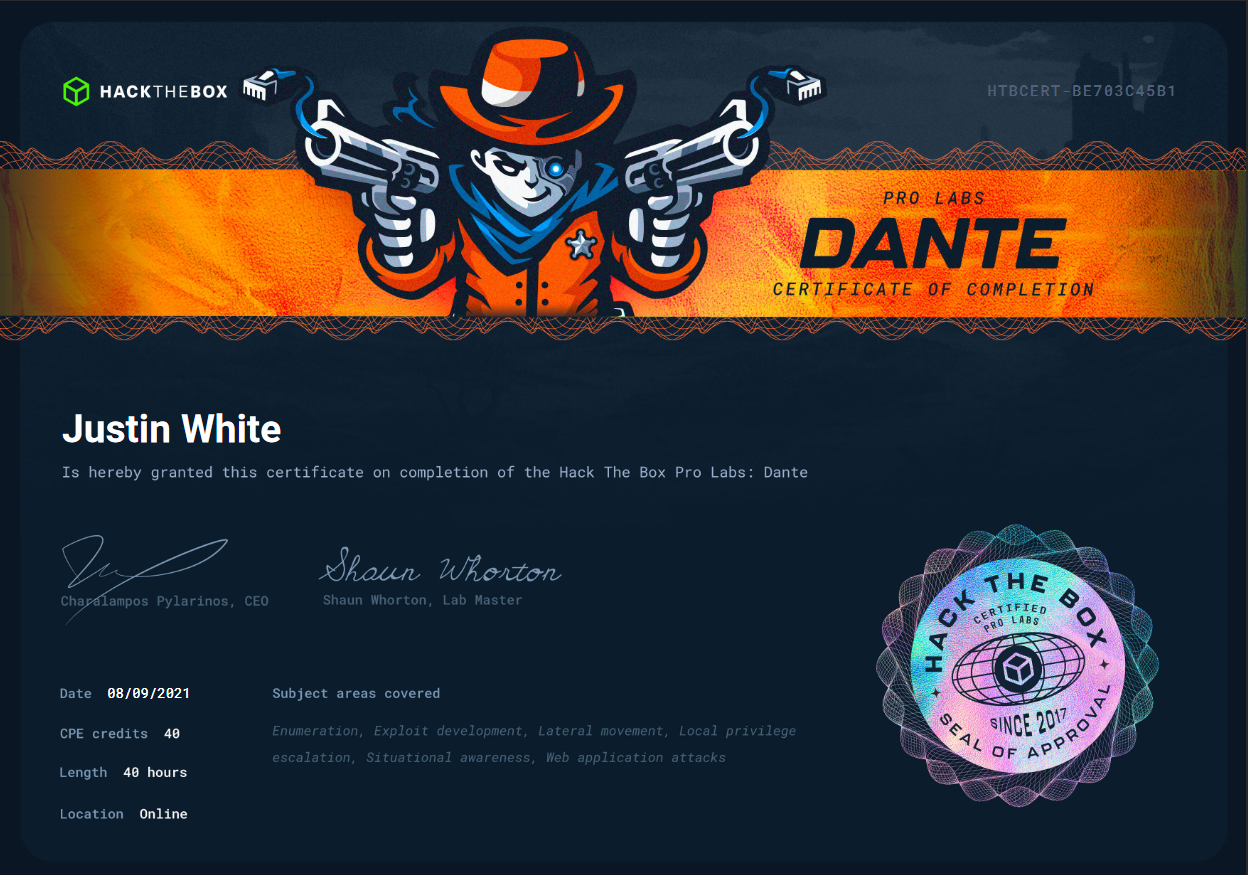 HACKTHEBOX
HTBCERT-BE703C45B1
PRO LABS
DANTE
CERTIFICATE OF COMPLETION
Justin White
Is hereby granted this certificate on completion of the Hack The Box Pro Labs: Dante
Shaun Whorton
Charalampos Pylarinos, CEO
Shaun Whorton, Lab Master
Date 08/09/2021
CPE credits 40
Length 40 hours
Location Online
Subject areas covered
Enumeration, Exploit development, Lateral movement, Local privilege
escalation, Situational awareness, Web application attacks
HACK THE BOX
CERTIFIED
PRO LABS
SINCE 2017
SEAL OF APPROVAL